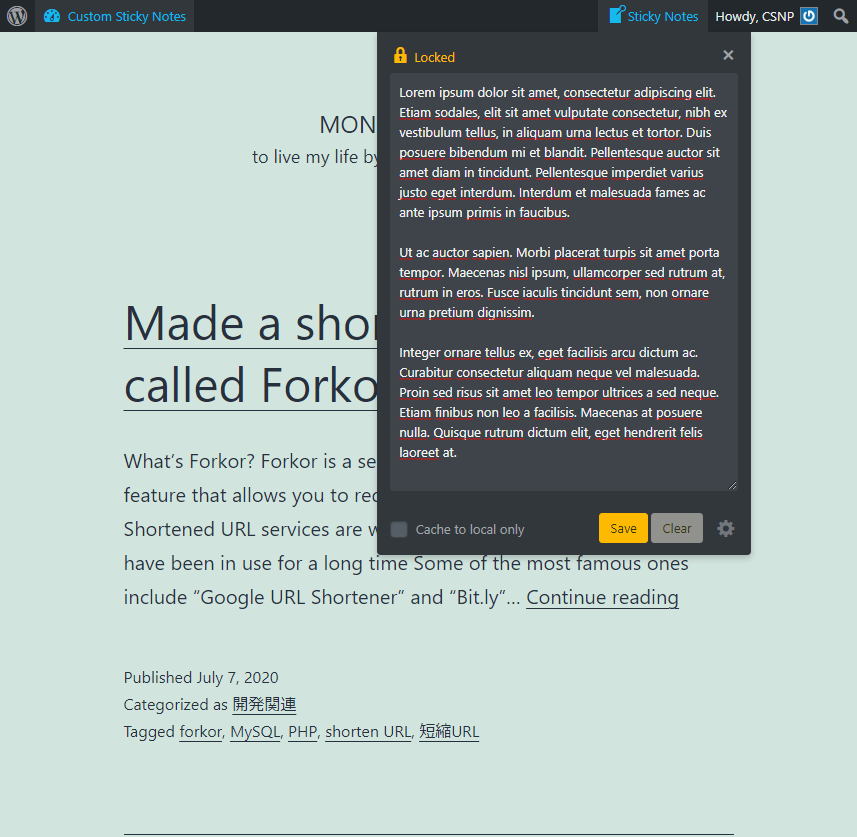 Custom Sticky Notes
Sticky Notes
Howdy, CSNP
Locked
Lorem ipsum dolor sit amet, consectetur adipiscing elit.
Etiam sodales, elit sit amet vulputate consectetur, nibh ex
vestibulum tellus, in aliquam urna lectus et tortor. Duis
posuere bibendum mi et blandit. Pellentesque auctor sit
amet diam in tincidunt. Pellentesque imperdiet varius
justo eget interdum. Interdum et malesuada fames ac
ante ipsum primis in faucibus.
Ut ac auctor sapien. Morbi placerat turpis sit amet porta
tempor. Maecenas nisl ipsum, ullamcorper sed rutrum at,
rutrum in eros. Fusce iaculis tincidunt sem, non ornare
urna pretium dignissim.
Integer ornare tellus ex, eget facilisis arcu dictum ac.
Curabitur consectetur aliquam neque vel malesuada.
Proin sed risus sit amet leo tempor ultrices a sed neque.
Etiam finibus non leo a facilisis. Maecenas at posuere
nulla. Quisque rutrum dictum elit, eget hendrerit felis
laoreet at.
Cache to local only
Save
Clear
MON
to live my life by
Made a shor
called Forko
What's Forkor? Forkor is a se
feature that allows you to rec
Shortened URL services are w
have been in use for a long time Some of the most famous ones
include “Google URL Shortener” and “Bit.ly”… Continue reading
Published July 7, 2020
Categorized as 開発関連
Tagged forkor, MySQL, PHP, shorten URL, 短縮URL